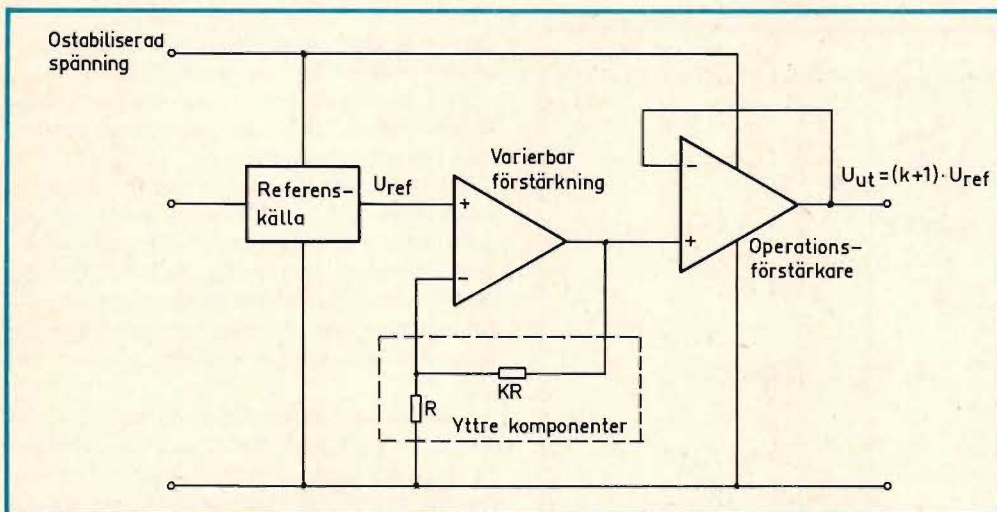 Ostabiliserad
spänning
Referens-
källa
Uref
Varierbar
förstärkning
+
−
−
+
Uut=(k+1)·Uref
Operations-
förstärkare
KR
R
Yttre komponenter